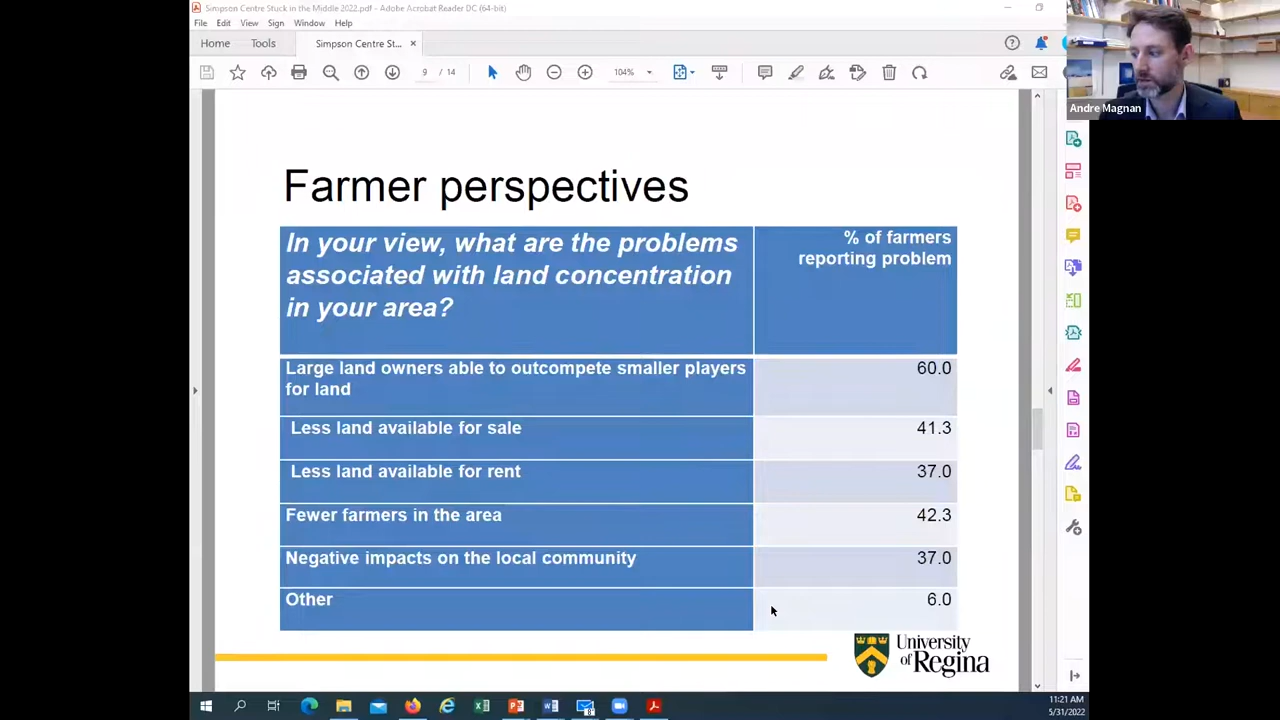 Simpson Centre Stuck in the Middle 2022.pdf - Adobe Acrobat Reader DC (64-bit)
File Edit View Sign Window Help
Home Tools Simpson Centre St... ×
9 / 14 104%
Andre Magnan
Farmer perspectives
In your view, what are the problems
associated with land concentration
in your area?
% of farmers
reporting problem
Large land owners able to outcompete smaller players
for land
60.0
Less land available for sale 41.3
Less land available for rent 37.0
Fewer farmers in the area 42.3
Negative impacts on the local community 37.0
Other 6.0
University
of Regina
11:21 AM
5/31/2022